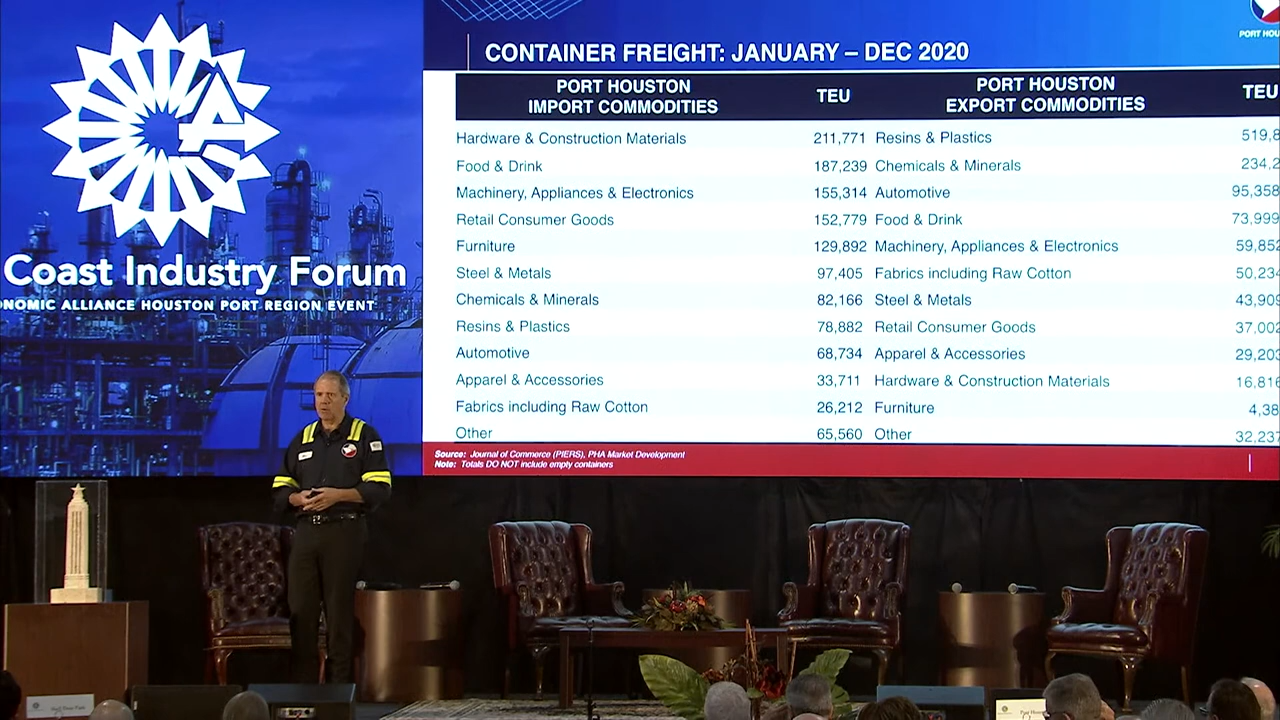 Coast Industry Forum
NOMIC ALLIANCE HOUSTON PORT REGION EVENT
PORT HOU
CONTAINER FREIGHT: JANUARY – DEC 2020
PORT HOUSTON IMPORT COMMODITIES TEU PORT HOUSTON EXPORT COMMODITIES TEU
Hardware & Construction Materials 211,771 Resins & Plastics 519,8
Food & Drink 187,239 Chemicals & Minerals 234,2
Machinery, Appliances & Electronics 155,314 Automotive 95,358
Retail Consumer Goods 152,779 Food & Drink 73,999
Furniture 129,892 Machinery, Appliances & Electronics 59,852
Steel & Metals 97,405 Fabrics including Raw Cotton 50,234
Chemicals & Minerals 82,166 Steel & Metals 43,909
Resins & Plastics 78,882 Retail Consumer Goods 37,002
Automotive 68,734 Apparel & Accessories 29,203
Apparel & Accessories 33,711 Hardware & Construction Materials 16,816
Fabrics including Raw Cotton 26,212 Furniture 4,38
Other 65,560 Other 32,237
Source: Journal of Commerce (PIERS), PHA Market Development
Note: Totals DO NOT include empty containers